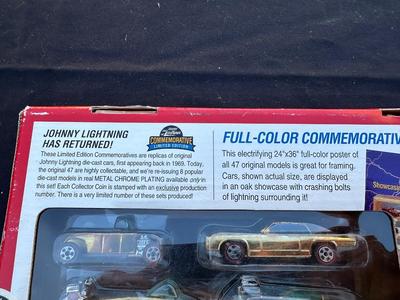 JOHNNY LIGHTNING
HAS RETURNED!
COMMEMORATIVE
LIMITED EDITION
These Limited Edition Commemoratives are replicas of original
Johnny Lightning die-cast cars, first appearing back in 1969. Today,
the original 47 are highly collectable, and we're re-issuing 8 popular
die-cast models in real METAL CHROME PLATING available only in
this set! Each Collector Coin is stamped with an exclusive production
number. There is a very limited number of these sets produced!
FULL-COLOR COMMEMORATIV
This electrifying 24"x36" full-color poster of
all 47 original models is great for framing.
Cars, shown actual size, are displayed
in an oak showcase with crashing bolts
of lightning surrounding it!
Showcase